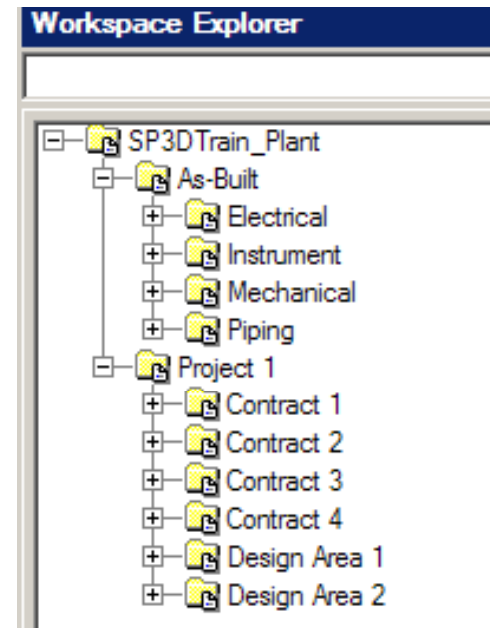 Workspace Explorer
SP3DTrain_Plant
As-Built
Electrical
Instrument
Mechanical
Piping
Project 1
Contract 1
Contract 2
Contract 3
Contract 4
Design Area 1
Design Area 2